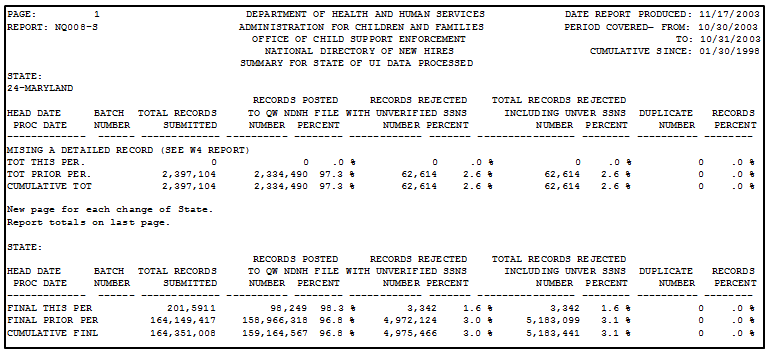 PAGE: 1 DEPARTMENT OF HEALTH AND HUMAN SERVICES DATE REPORT PRODUCED: 11/17/2003
REPORT: NQ008-S ADMINISTRATION FOR CHILDREN AND FAMILIES PERIOD COVERED— FROM: 10/30/2003
OFFICE OF CHILD SUPPORT ENFORCEMENT TO: 10/31/2003
NATIONAL DIRECTORY OF NEW HIRES CUMULATIVE SINCE: 01/30/1998
SUMMARY FOR STATE OF UI DATA PROCESSED
STATE:
24-MARYLAND
RECORDS POSTED RECORDS REJECTED TOTAL RECORDS REJECTED
HEAD DATE BATCH TOTAL RECORDS TO QW NDNH FILE WITH UNVERIFIED SSNS INCLUDING UNVER SSNS DUPLICATE RECORDS
PROC DATE NUMBER SUBMITTED NUMBER PERCENT NUMBER PERCENT NUMBER PERCENT NUMBER PERCENT
MISING A DETAILED RECORD (SEE W4 REPORT)
TOT THIS PER. 0 0 .0 % 0 .0 % 0 .0 % 0 .0 %
TOT PRIOR PER. 2,397,104 2,334,490 97.3 % 62,614 2.6 % 62,614 2.6 % 0 .0 %
CUMULATIVE TOT 2,397,104 2,334,490 97.3 % 62,614 2.6 % 62,614 2.6 % 0 .0 %
New page for each change of State.
Report totals on last page.
STATE:
RECORDS POSTED RECORDS REJECTED TOTAL RECORDS REJECTED
HEAD DATE BATCH TOTAL RECORDS TO QW NDNH FILE WITH UNVERIFIED SSNS INCLUDING UNVER SSNS DUPLICATE RECORDS
PROC DATE NUMBER SUBMITTED NUMBER PERCENT NUMBER PERCENT NUMBER PERCENT NUMBER PERCENT
FINAL THIS PER 201,5911 98,249 98.3 % 3,342 1.6 % 3,342 1.6 % 0 .0 %
FINAL PRIOR PER 164,149,417 158,966,318 96.8 % 4,972,124 3.0 % 5,183,099 3.1 % 0 .0 %
CUMULATIVE FINL 164,351,008 159,164,567 96.8 % 4,975,466 3.0 % 5,183,441 3.1 % 0 .0 %